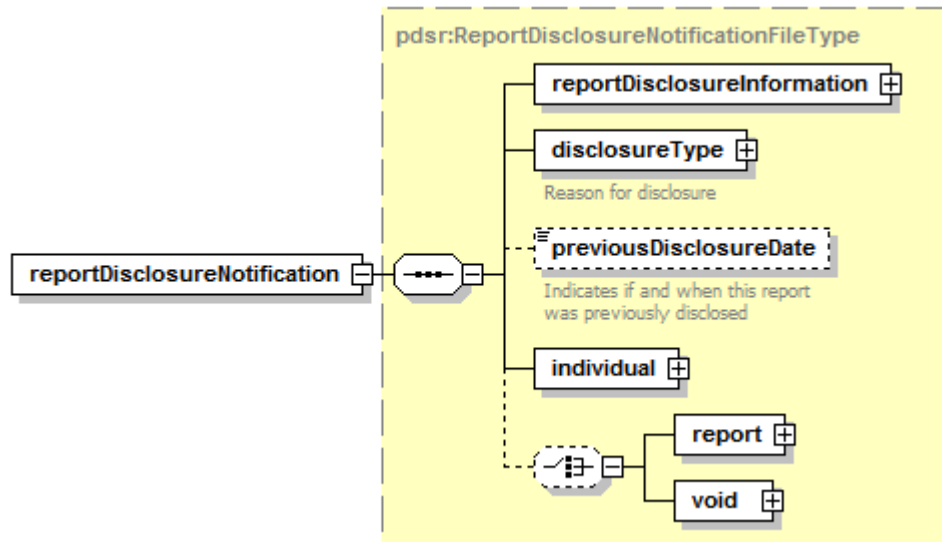 pdsr:ReportDisclosureNotificationFileType
reportDisclosureInformation
disclosureType
Reason for disclosure
previousDisclosureDate
Indicates if and when this report
was previously disclosed
reportDisclosureNotification
individual
report
void